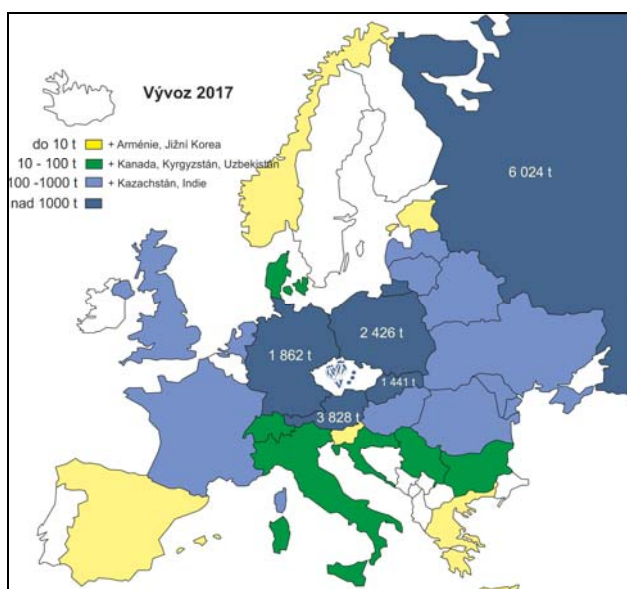 Vývoz 2017
do 10 t + Arménie, Jižní Korea
10 - 100 t + Kanada, Kyrgyzstán, Uzbekistán
100 -1000 t + Kazachstán, Indie
nad 1000 t
6 024 t
2 426 t
1 862 t
1 441 t
3 828 t